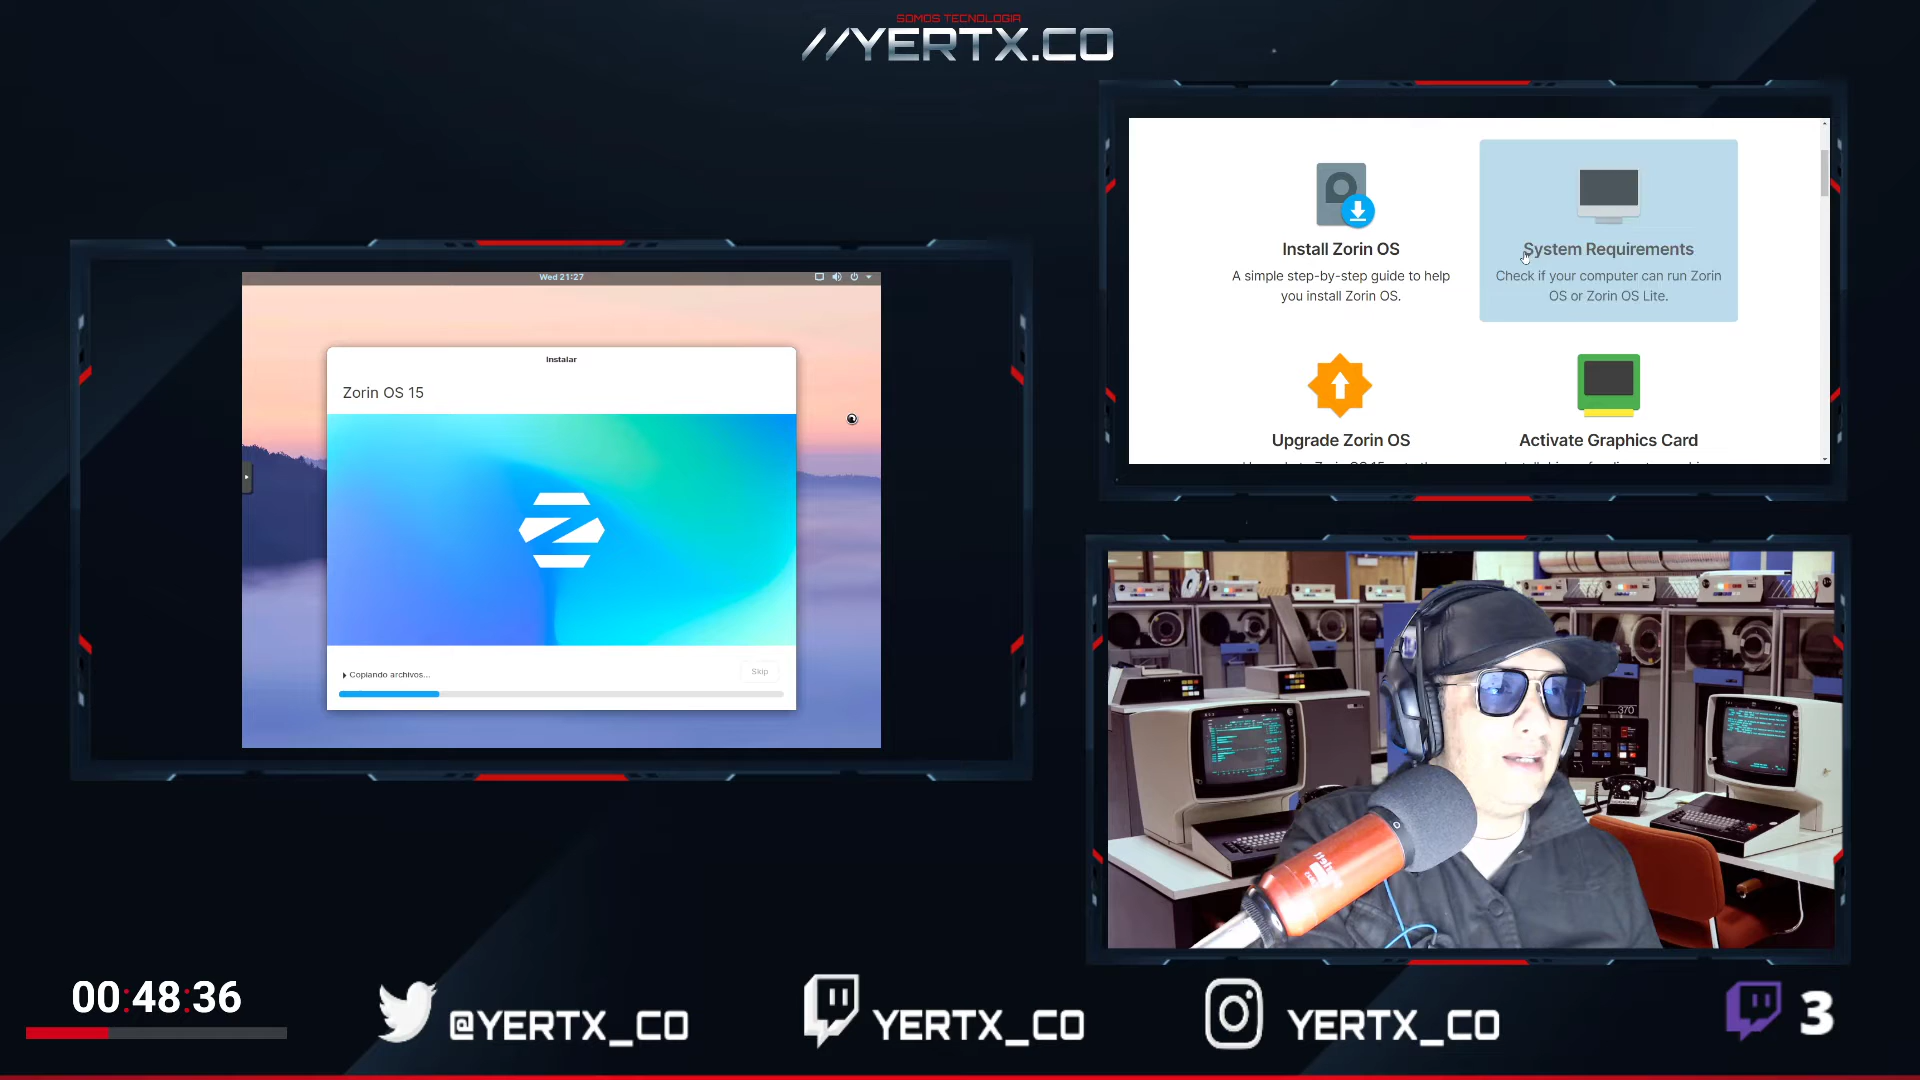 SOMOS TECNOLOGIA
//YERTX.CO
Wed 21:27
Instalar
Zorin OS 15
Copiando archivos...
Skip
Install Zorin OS
A simple step-by-step guide to help
you install Zorin OS.
System Requirements
Check if your computer can run Zorin
OS or Zorin OS Lite.
Upgrade Zorin OS
Activate Graphics Card
370
00:48:36
@YERTX_CO
YERTX_CO
YERTX_CO
3